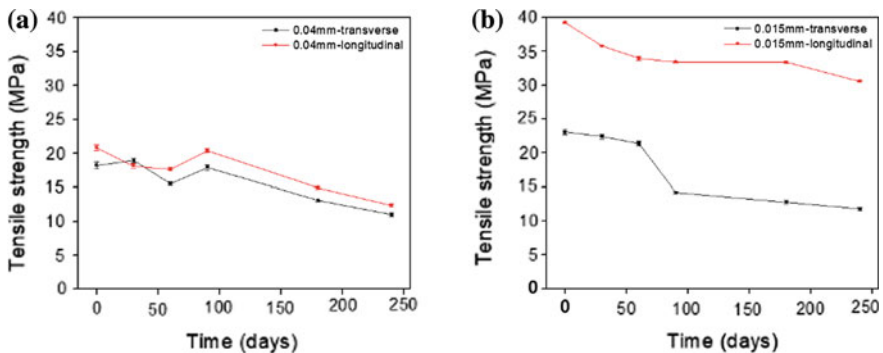 (a)
0.04mm-transverse
0.04mm-longitudinal
Tensile strength (MPa)
40
35
30
25
20
15
10
5
0
0 50 100 150 200 250
Time (days)
(b)
0.015mm-transverse
0.015mm-longitudinal
Tensile strength (MPa)
40
35
30
25
20
15
10
5
0
0 50 100 150 200 250
Time (days)